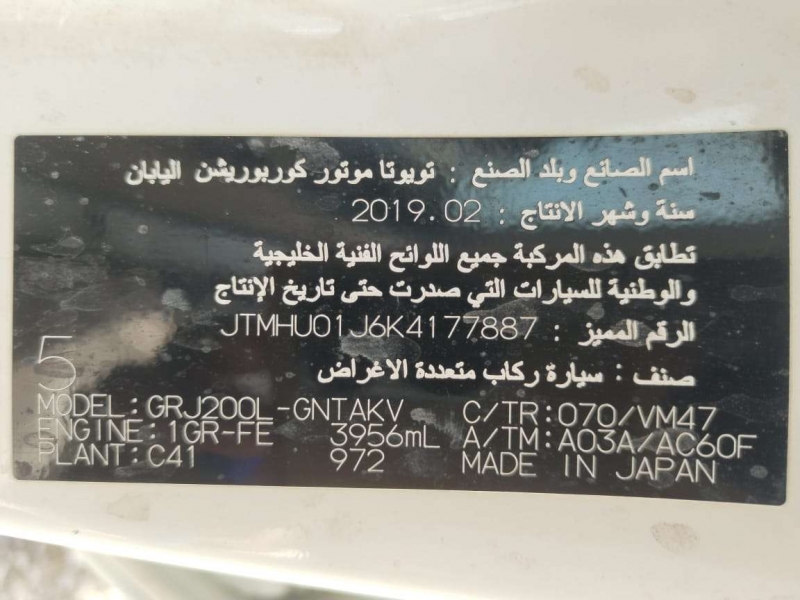 اسم الصانع وبلد الصنع : تويوتا موتور كوربوريشن اليابان
سنة وشهر الانتاج : 2019.02
تطابق هذه المركبة جميع اللوائح الفنية الخليجية
والوطنية للسيارات التي صدرت حتى تاريخ الإنتاج
الرقم المميز : JTMHU01J6K4177887
صنف : سيارة ركاب متعددة الاغراض
5
MODEL:GRJ200L-GNTAKV C/TR:070/VM47
ENGINE:1GR-FE 3956mL A/TM:A03A/AC60F
PLANT:C41 972 MADE IN JAPAN